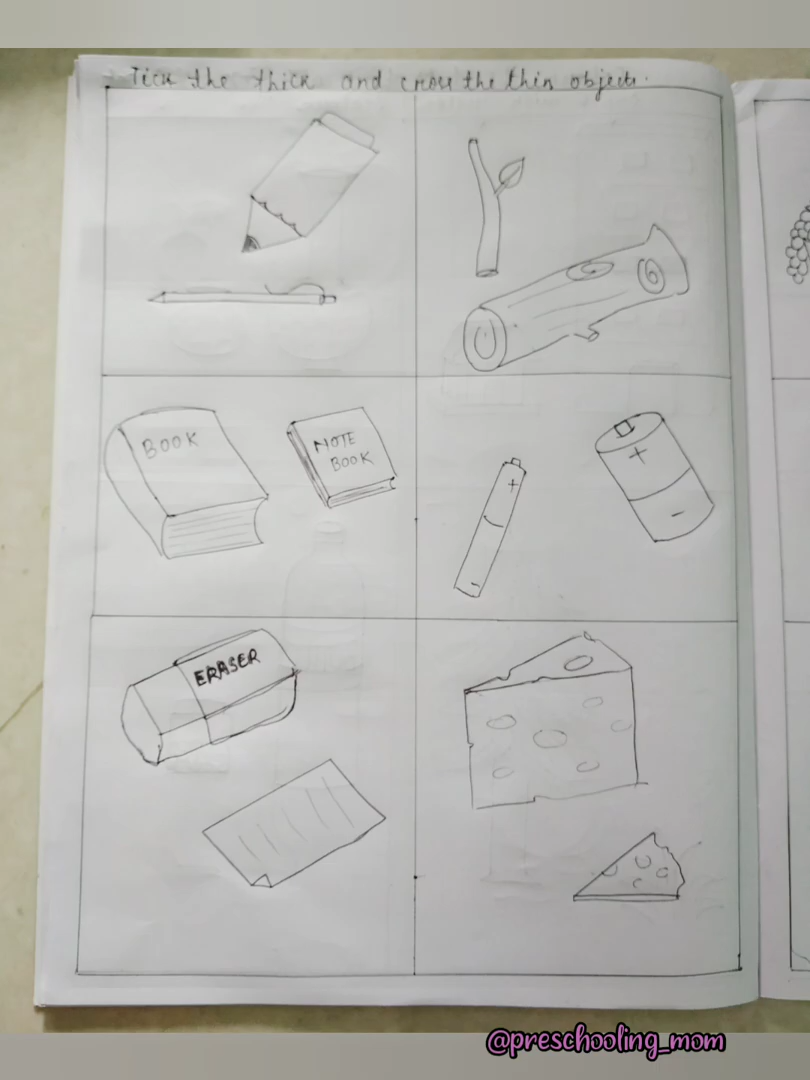 Tick the thick and cross the thin objects.
BOOK
NOTE
BOOK
+
+
-
-
ERASER
@preschooling_mom